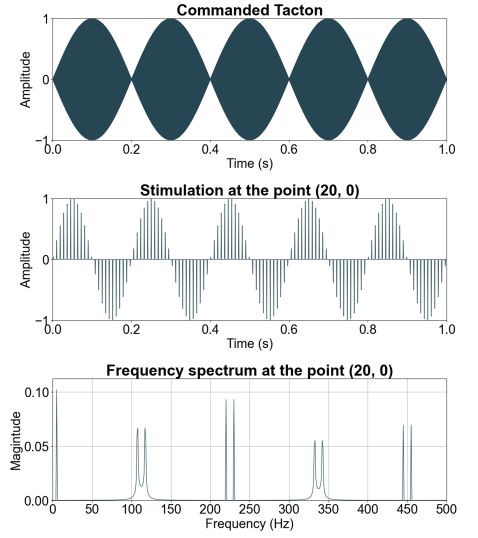 Commanded Tacton
1
0
−1
Amplitude
0.0 0.2 0.4 0.6 0.8 1.0
Time (s)
Stimulation at the point (20, 0)
1
0
−1
Amplitude
0.0 0.2 0.4 0.6 0.8 1.0
Time (s)
Frequency spectrum at the point (20, 0)
0.10
0.05
0.00
Magintude
0 50 100 150 200 250 300 350 400 450 500
Frequency (Hz)